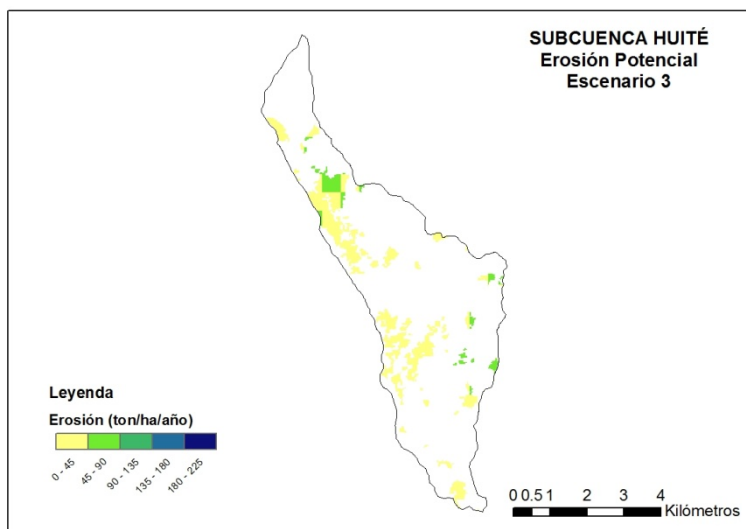 SUBCUENCA HUITÉ
Erosión Potencial
Escenario 3
Leyenda
Erosión (ton/ha/año)
0 - 45
45 - 90
90 - 135
135 - 180
180 - 225
0 0.5 1 2 3 4
Kilómetros